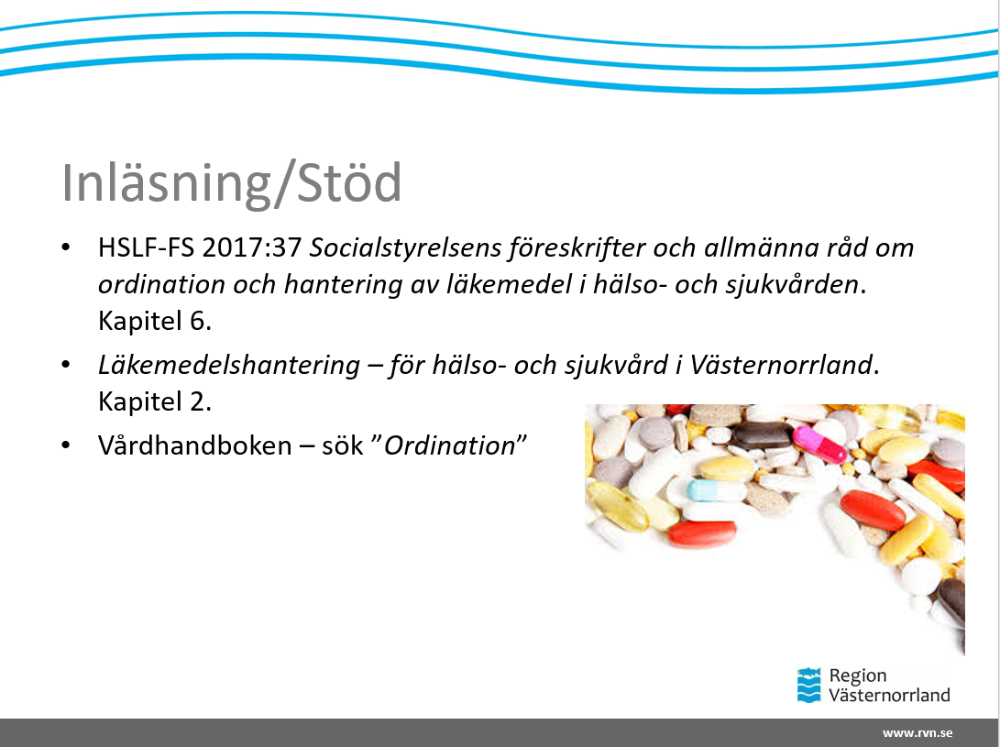 Inläsning/Stöd
• HSLF-FS 2017:37 Socialstyrelsens föreskrifter och allmänna råd om
ordination och hantering av läkemedel i hälso- och sjukvården.
Kapitel 6.
• Läkemedelshantering – för hälso- och sjukvård i Västernorrland.
Kapitel 2.
• Vårdhandboken – sök ”Ordination”
Region
Västernorrland
www.rvn.se